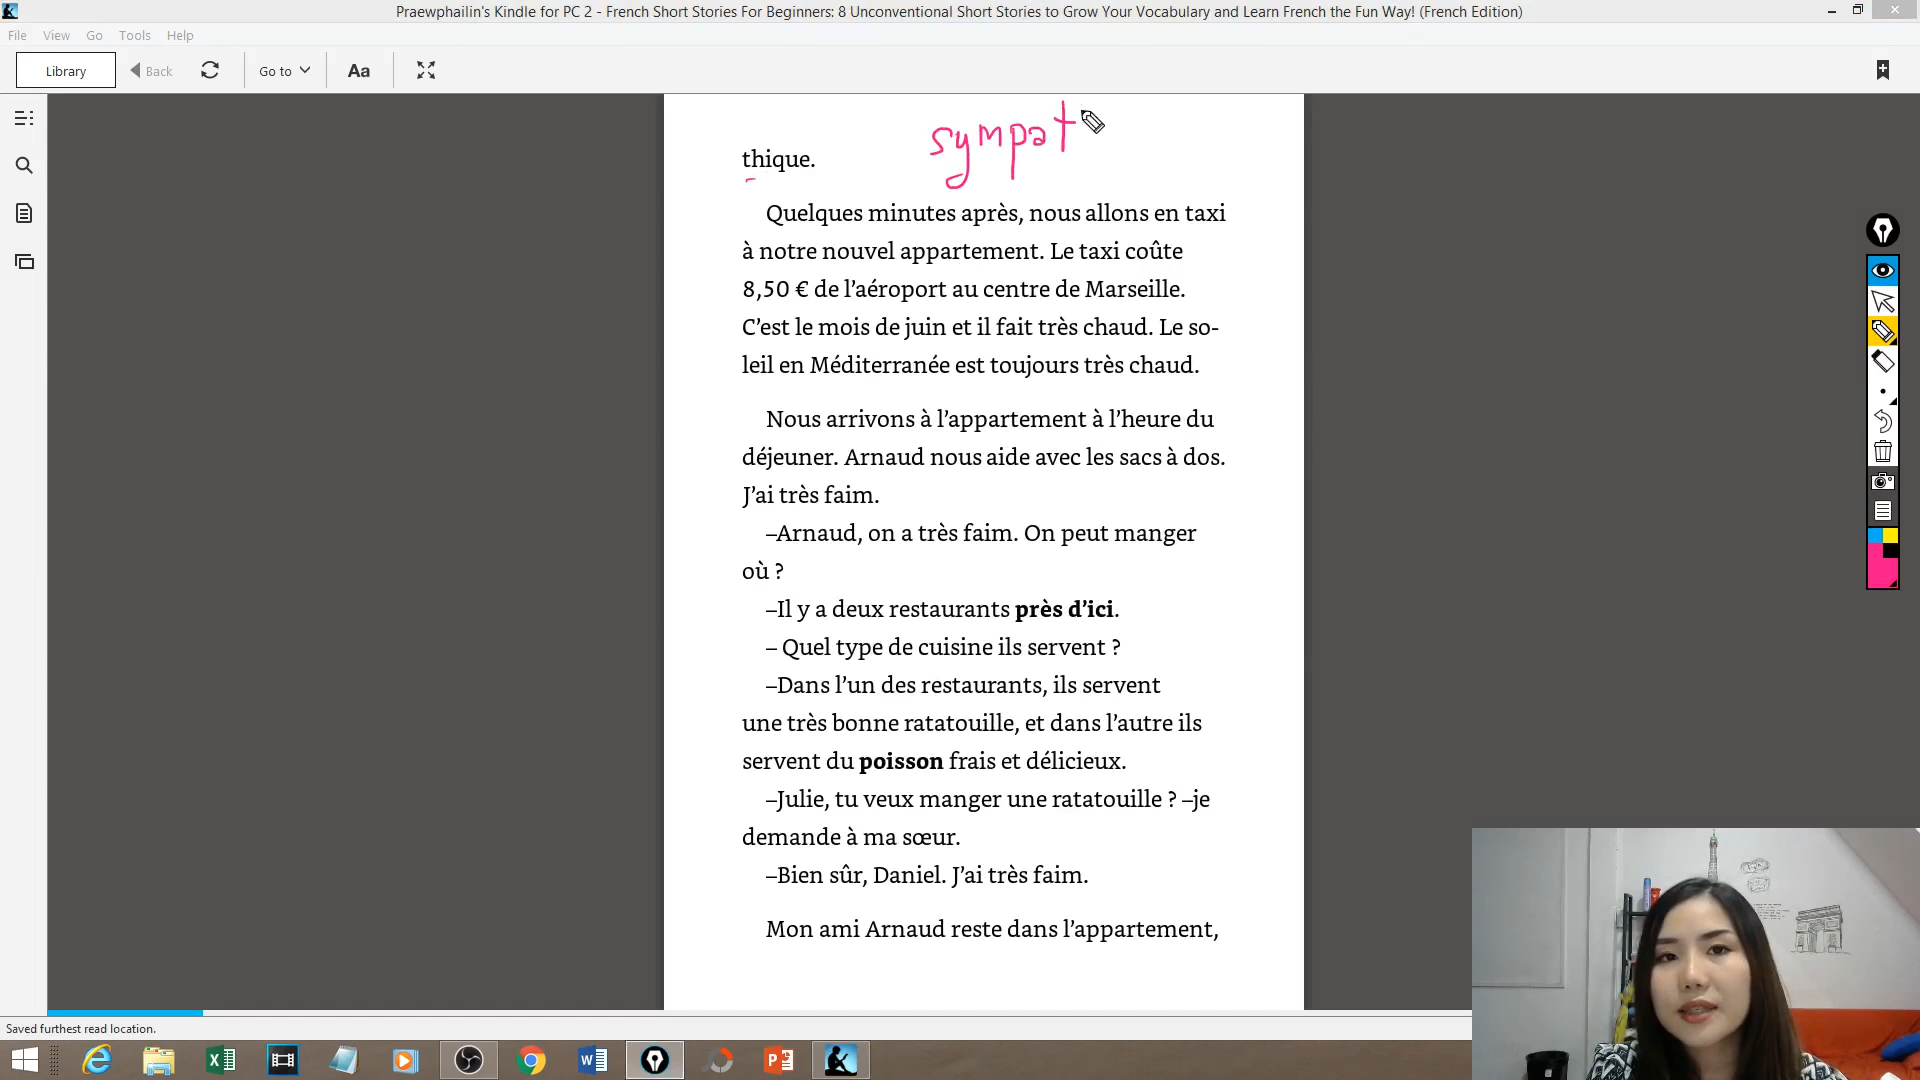 Praewphailin's Kindle for PC 2 - French Short Stories For Beginners: 8 Unconventional Short Stories to Grow Your Vocabulary and Learn French the Fun Way! (French Edition)
File View Go Tools Help
Library Back Go to Aa
sympat
thique.
Quelques minutes après, nous allons en taxi
à notre nouvel appartement. Le taxi coûte
8,50 € de l’aéroport au centre de Marseille.
C’est le mois de juin et il fait très chaud. Le so-
leil en Méditerranée est toujours très chaud.
Nous arrivons à l’appartement à l’heure du
déjeuner. Arnaud nous aide avec les sacs à dos.
J’ai très faim.
–Arnaud, on a très faim. On peut manger
où ?
–Il y a deux restaurants près d’ici.
– Quel type de cuisine ils servent ?
–Dans l’un des restaurants, ils servent
une très bonne ratatouille, et dans l’autre ils
servent du poisson frais et délicieux.
–Julie, tu veux manger une ratatouille ? –je
demande à ma sœur.
–Bien sûr, Daniel. J’ai très faim.
Mon ami Arnaud reste dans l’appartement,
Saved furthest read location.